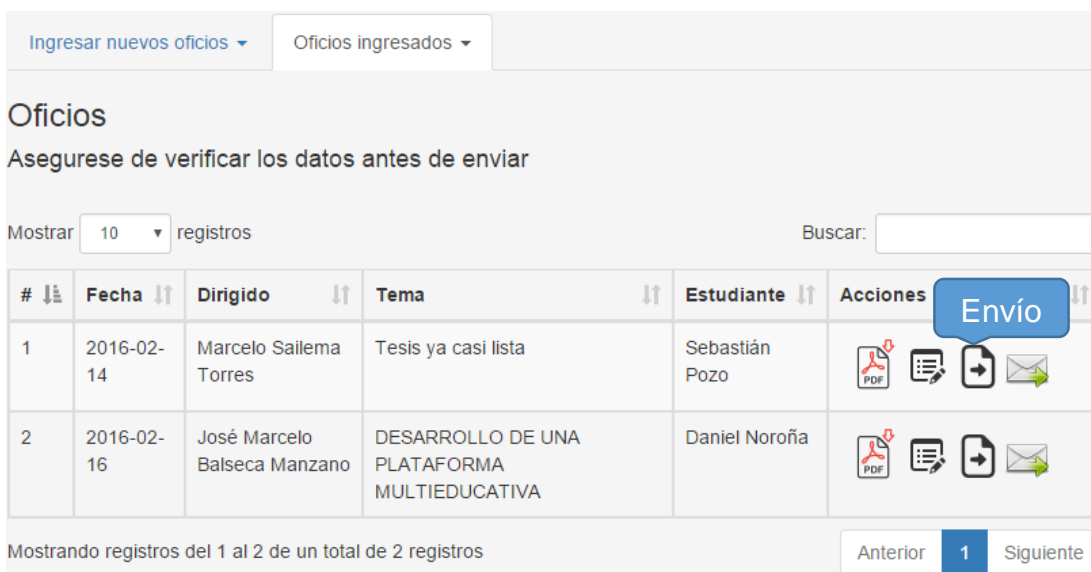 Ingresar nuevos oficios Oficios ingresados
Oficios
Asegurese de verificar los datos antes de enviar
Mostrar 10 registros Buscar:
# Fecha Dirigido Tema Estudiante Acciones
Envío
1 2016-02- Marcelo Sailema Tesis ya casi lista Sebastián
14 Torres Pozo
PDF
2 2016-02- José Marcelo DESARROLLO DE UNA Daniel Noroña
16 Balseca Manzano PLATAFORMA
MULTIEDUCATIVA
PDF
Mostrando registros del 1 al 2 de un total de 2 registros Anterior 1 Siguiente